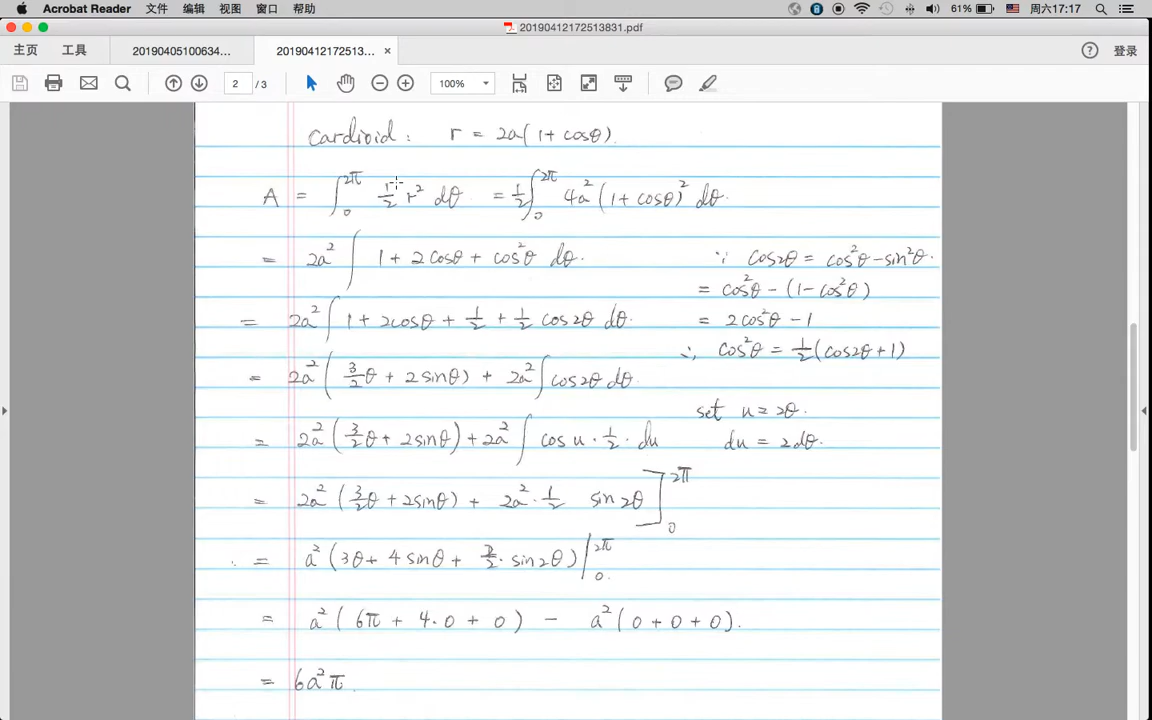 Acrobat Reader 文件 编辑 视图 窗口 帮助 61% 周六17:17
20190412172513831.pdf
主页 工具 20190405100634... 20190412172513... × ? 登录
2 / 3 100%
Cardioid: r = 2a(1+cosθ).
A = ∫₀^2π 1/2 r² dθ = 1/2 ∫₀^2π 4a² (1+cosθ)² dθ.
= 2a² ∫ 1 + 2cosθ + cos²θ dθ. ∵ cos2θ = cos²θ - sin²θ.
= cos²θ - (1-cos²θ)
= 2a² ∫ 1 + 2cosθ + 1/2 + 1/2 cos2θ dθ. = 2cos²θ - 1
∴ cos²θ = 1/2 (cos2θ+1)
= 2a² ( 3/2 θ + 2sinθ) + 2a² ∫ cos2θ dθ.
set u = 2θ.
= 2a² ( 3/2 θ + 2sinθ) + 2a² ∫ cos u · 1/2 · du du = 2dθ.
= 2a² ( 3/2 θ + 2sinθ) + 2a² · 1/2 sin2θ ]₀^2π
= a² (3θ + 4sinθ + /2 · sin2θ) |₀^2π.
= a² ( 6π + 4·0 + 0 ) - a² (0 + 0 + 0).
= 6a²π.